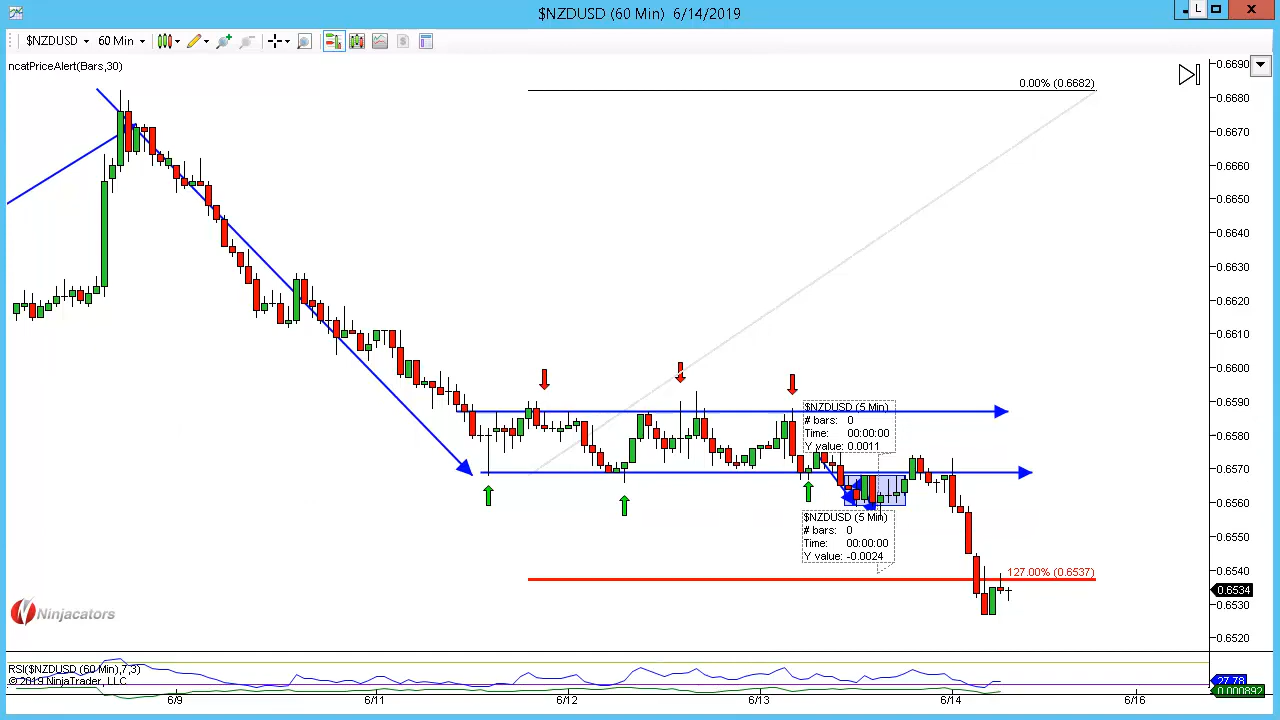 $NZDUSD (60 Min) 6/14/2019
L
X
$NZDUSD
60 Min
$
ncatPriceAlert(Bars,30)
0.00% (0.6682)
0.6690
0.6680
0.6670
0.6660
0.6650
0.6640
0.6630
0.6620
0.6610
0.6600
0.6590
0.6580
0.6570
0.6560
0.6550
0.6540
0.6534
0.6530
0.6520
$NZDUSD (5 Min)
# bars: 0
Time: 00:00:00
Y value: 0.0011
$NZDUSD (5 Min)
# bars: 0
Time: 00:00:00
Y value: -0.0024
127.00% (0.6537)
Ninjacators
RSI($NZDUSD (60 Min),7,3)
© 2019 NinjaTrader, LLC
27.78
0.000892
6/9
6/11
6/12
6/13
6/14
6/16